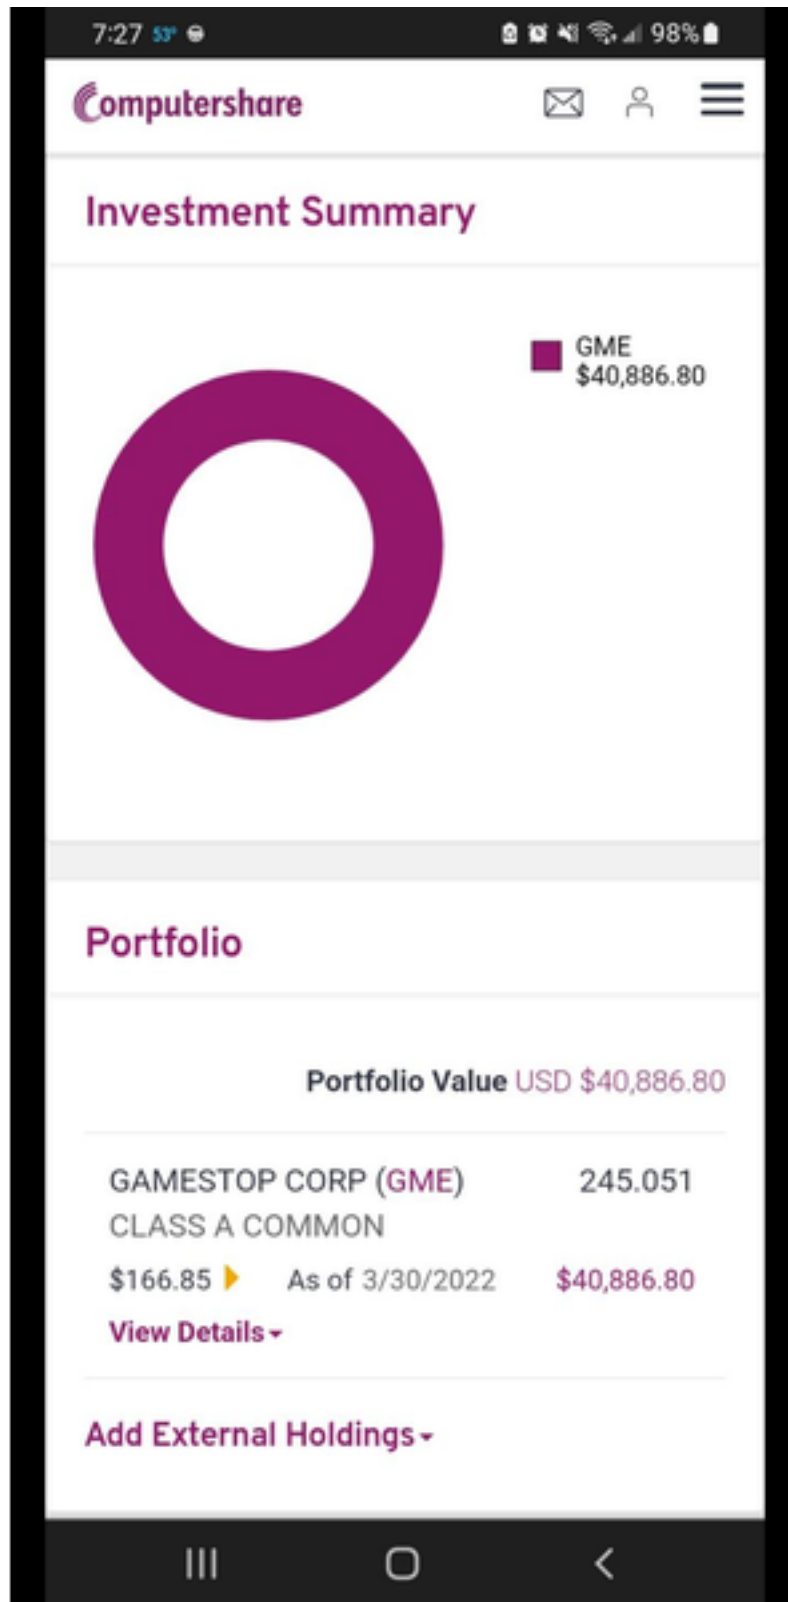 7:27 53° 98%
Computershare
Investment Summary
GME
$40,886.80
Portfolio
Portfolio Value USD $40,886.80
GAMESTOP CORP (GME) 245.051
CLASS A COMMON
$166.85 As of 3/30/2022 $40,886.80
View Details
Add External Holdings